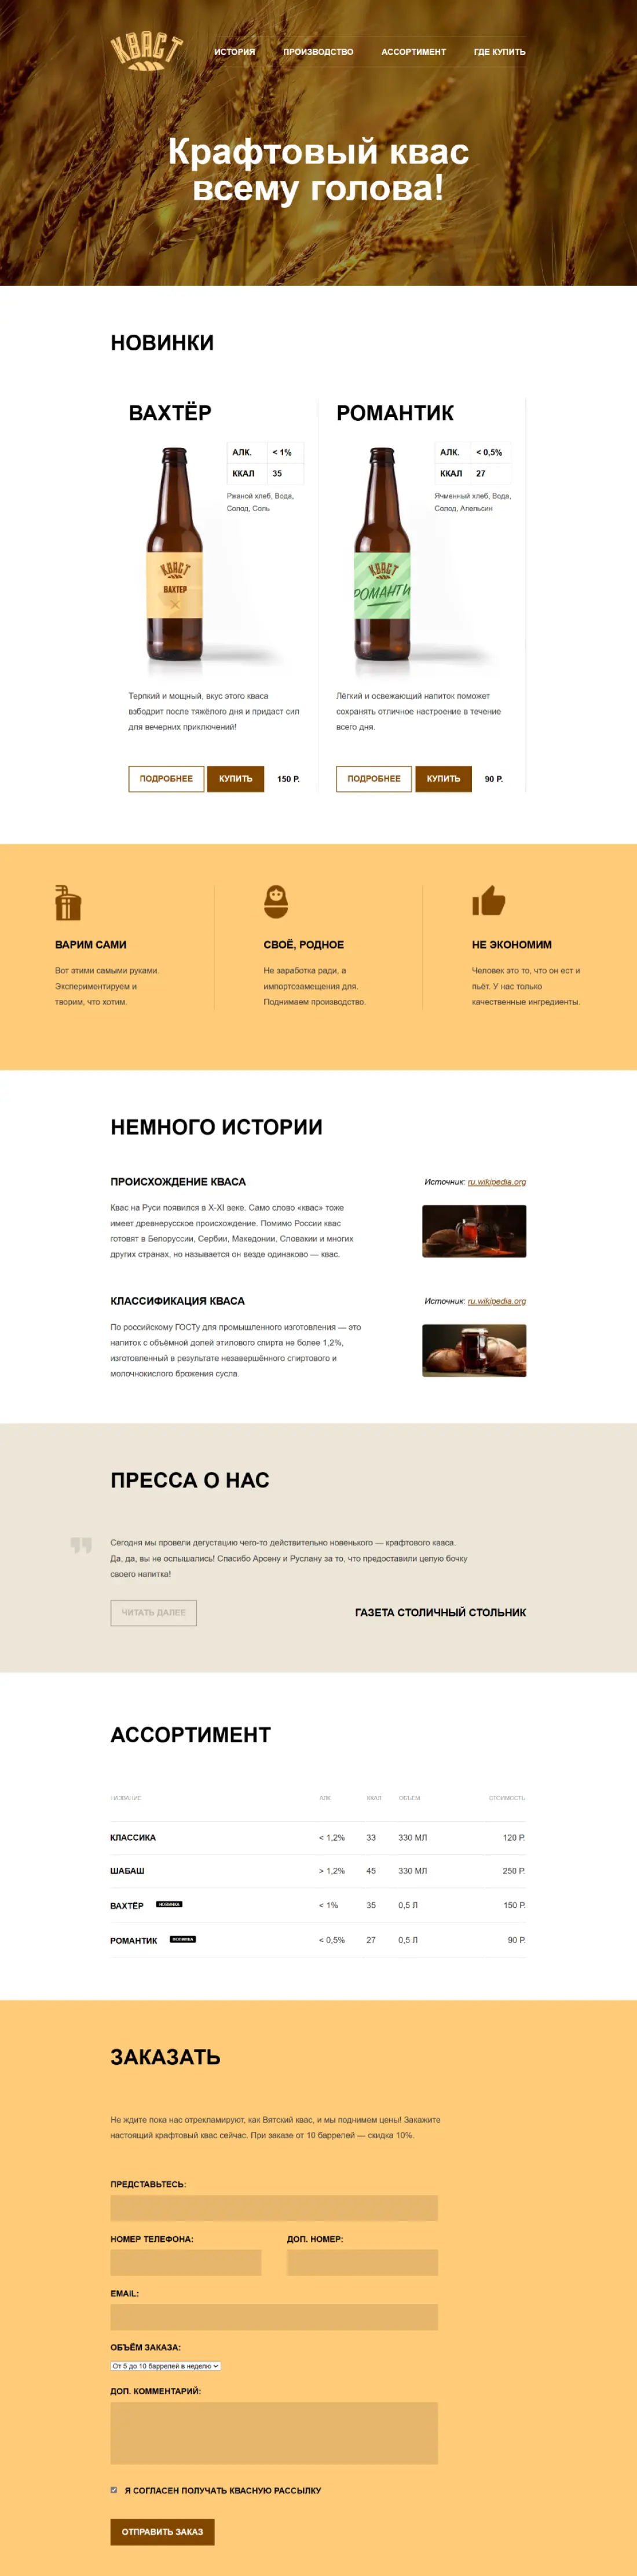 КВАСТ
ИСТОРИЯ ПРОИЗВОДСТВО АССОРТИМЕНТ ГДЕ КУПИТЬ
Крафтовый квас
всему голова!
НОВИНКИ
ВАХТЁР
АЛК. < 1%
ККАЛ 35
Ржаной хлеб, Вода,
Солод, Соль
КВАСТ
ВАХТЕР
Терпкий и мощный, вкус этого кваса
взбодрит после тяжёлого дня и придаст сил
для вечерних приключений!
ПОДРОБНЕЕ КУПИТЬ 150 Р.
РОМАНТИК
АЛК. < 0,5%
ККАЛ 27
Ячменный хлеб, Вода,
Солод, Апельсин
КВАСТ
РОМАНТИ
Лёгкий и освежающий напиток поможет
сохранять отличное настроение в течение
всего дня.
ПОДРОБНЕЕ КУПИТЬ 90 Р.
ВАРИМ САМИ
Вот этими самыми руками.
Экспериментируем и
творим, что хотим.
СВОЁ, РОДНОЕ
Не заработка ради, а
импортозамещения для.
Поднимаем производство.
НЕ ЭКОНОМИМ
Человек это то, что он ест и
пьёт. У нас только
качественные ингредиенты.
НЕМНОГО ИСТОРИИ
ПРОИСХОЖДЕНИЕ КВАСА
Источник: ru.wikipedia.org
Квас на Руси появился в X-XI веке. Само слово «квас» тоже
имеет древнерусское происхождение. Помимо России квас
готовят в Белоруссии, Сербии, Македонии, Словакии и многих
других странах, но называется он везде одинаково — квас.
КЛАССИФИКАЦИЯ КВАСА
Источник: ru.wikipedia.org
По российскому ГОСТу для промышленного изготовления — это
напиток с объёмной долей этилового спирта не более 1,2%,
изготовленный в результате незавершённого спиртового и
молочнокислого брожения сусла.
ПРЕССА О НАС
Сегодня мы провели дегустацию чего-то действительно новенького — крафтового кваса.
Да, да, вы не ослышались! Спасибо Арсену и Руслану за то, что предоставили целую бочку
своего напитка!
ЧИТАТЬ ДАЛЕЕ
ГАЗЕТА СТОЛИЧНЫЙ СТОЛЬНИК
АССОРТИМЕНТ
НАЗВАНИЕ АЛК. ККАЛ ОБЪЁМ СТОИМОСТЬ
КЛАССИКА < 1,2% 33 330 МЛ 120 Р.
ШАБАШ > 1,2% 45 330 МЛ 250 Р.
ВАХТЁР НОВИНКА < 1% 35 0,5 Л 150 Р.
РОМАНТИК НОВИНКА < 0,5% 27 0,5 Л 90 Р.
ЗАКАЗАТЬ
Не ждите пока нас отрекламируют, как Вятский квас, и мы поднимем цены! Закажите
настоящий крафтовый квас сейчас. При заказе от 10 баррелей — скидка 10%.
ПРЕДСТАВЬТЕСЬ:
НОМЕР ТЕЛЕФОНА: ДОП. НОМЕР:
EMAIL:
ОБЪЁМ ЗАКАЗА:
От 5 до 10 баррелей в неделю
ДОП. КОММЕНТАРИЙ:
Я СОГЛАСЕН ПОЛУЧАТЬ КВАСНУЮ РАССЫЛКУ
ОТПРАВИТЬ ЗАКАЗ